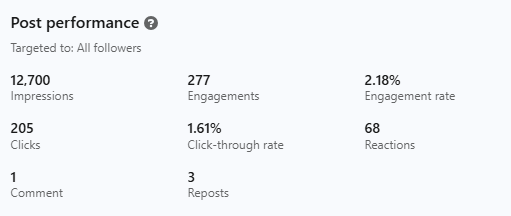 Post performance ?
Targeted to: All followers
12,700 277 2.18%
Impressions Engagements Engagement rate
205 1.61% 68
Clicks Click-through rate Reactions
1 3
Comment Reposts